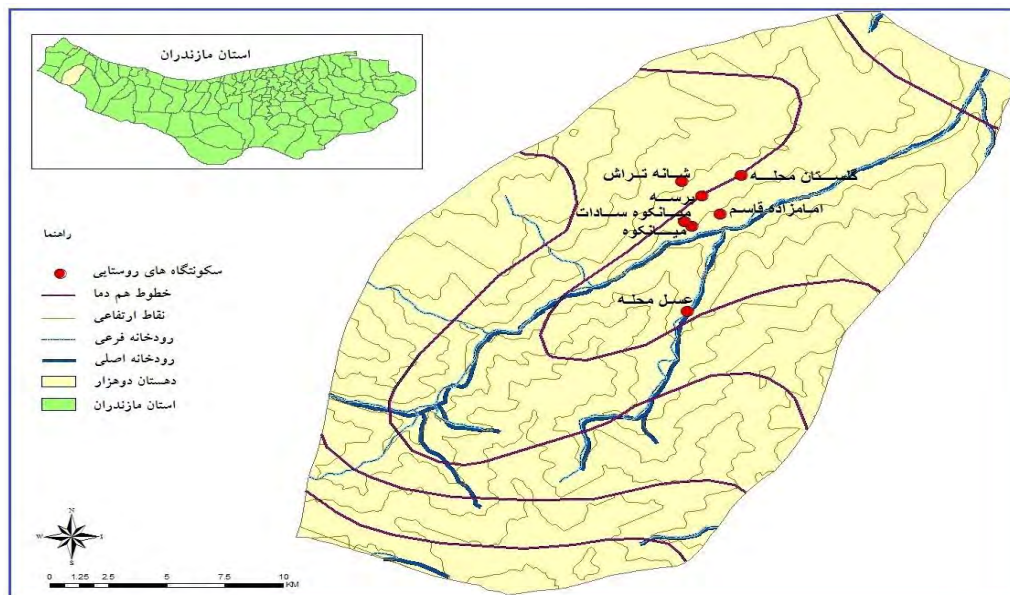 استان مازندران
شانه تراش
گلستان محله
برسه
امامزاده قاسم
میانکوه سادات
میانکوه
عسل محله
راهنما
سکونتگاه های روستایی
خطوط هم دما
نقاط ارتفاعی
رودخانه فرعی
رودخانه اصلی
دهستان دوهزار
استان مازندران
N
W
S
0 1.25 2.5 5 7.5 10
KM